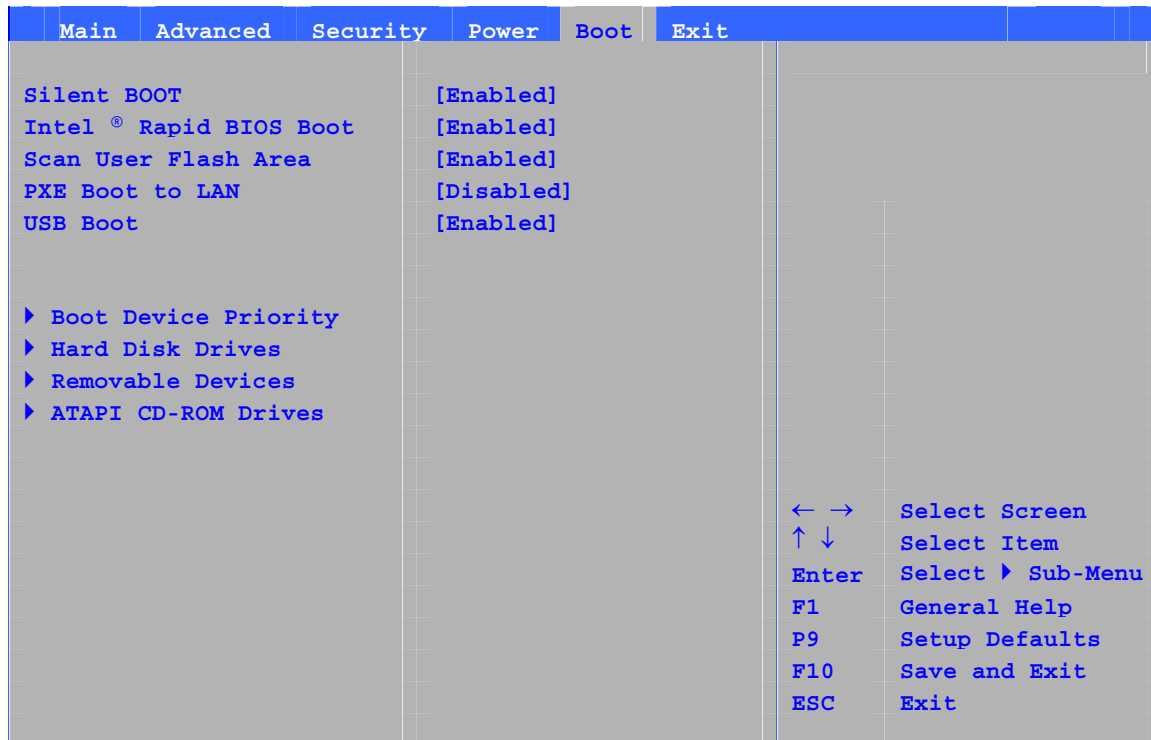 Main Advanced Security Power Boot Exit
Silent BOOT [Enabled]
Intel ® Rapid BIOS Boot [Enabled]
Scan User Flash Area [Enabled]
PXE Boot to LAN [Disabled]
USB Boot [Enabled]
Boot Device Priority
Hard Disk Drives
Removable Devices
ATAPI CD-ROM Drives
← → Select Screen
↑ ↓ Select Item
Enter Select ▶ Sub-Menu
F1 General Help
P9 Setup Defaults
F10 Save and Exit
ESC Exit